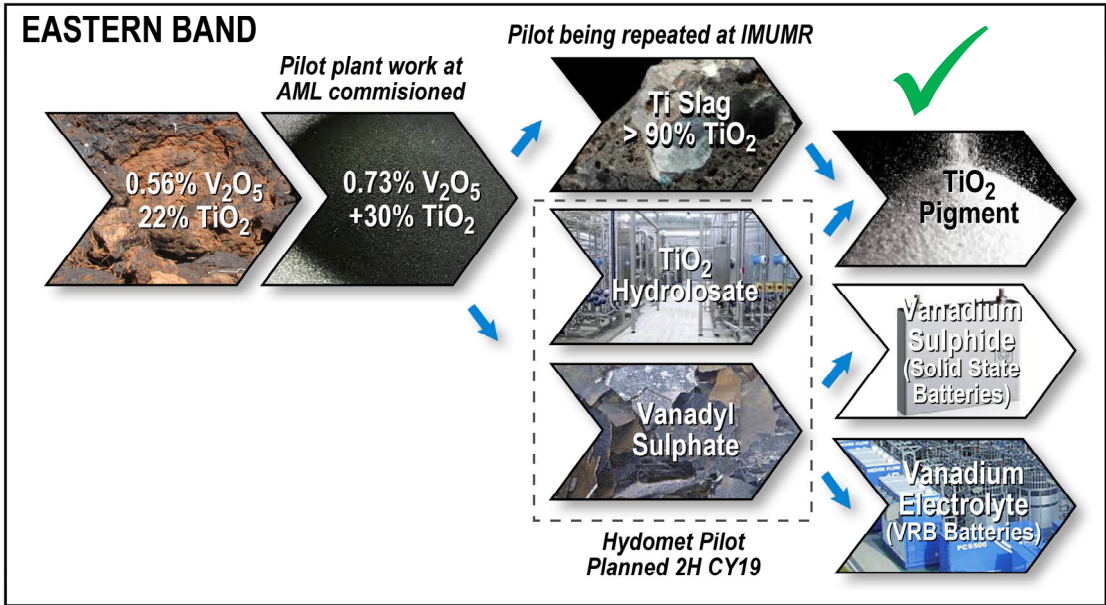 EASTERN BAND
Pilot plant work at
AML commisioned
Pilot being repeated at IMUMR
0.56% V₂O₅
22% TiO₂
0.73% V₂O₅
+30% TiO₂
Ti Slag
> 90% TiO₂
TiO₂
Hydrolosate
Vanadyl
Sulphate
Hydomet Pilot
Planned 2H CY19
TiO₂
Pigment
Vanadium
Sulphide
(Solid State
Batteries)
Vanadium
Electrolyte
(VRB Batteries)
PCS500